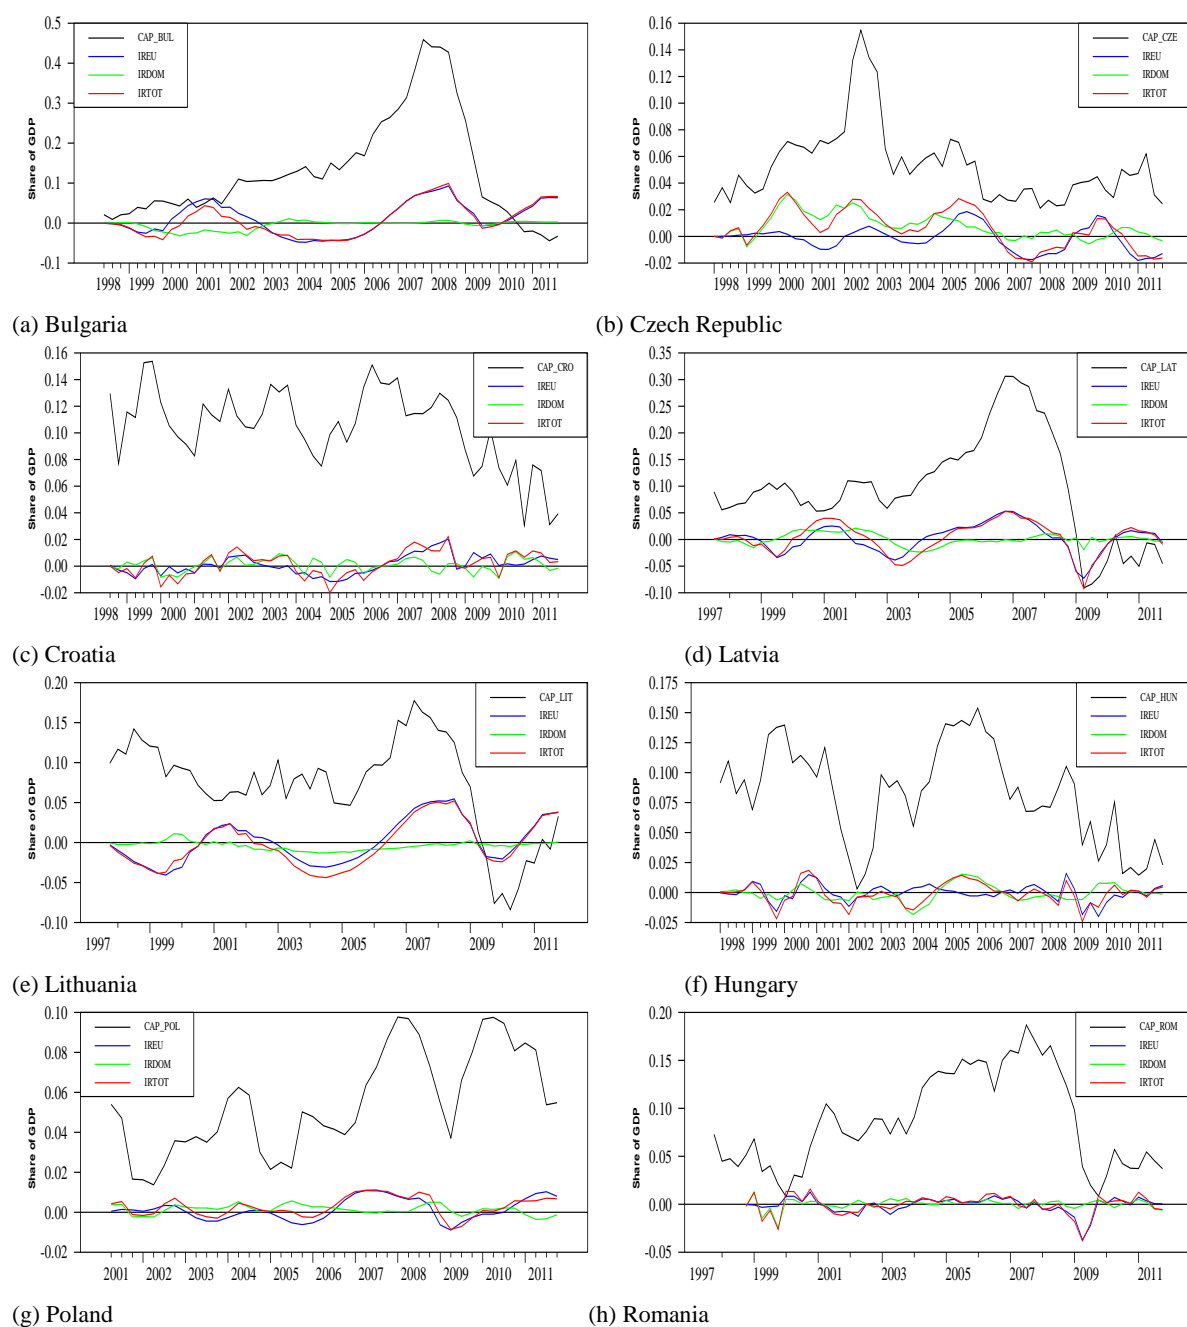 0.5
0.4
0.3
0.2
0.1
0.0
-0.1
Share of GDP
CAP_BUL
IREU
IRDOM
IRTOT
1998 1999 2000 2001 2002 2003 2004 2005 2006 2007 2008 2009 2010 2011
(a) Bulgaria
0.16
0.14
0.12
0.10
0.08
0.06
0.04
0.02
0.00
-0.02
Share of GDP
CAP_CZE
IREU
IRDOM
IRTOT
1998 1999 2000 2001 2002 2003 2004 2005 2006 2007 2008 2009 2010 2011
(b) Czech Republic
0.16
0.14
0.12
0.10
0.08
0.06
0.04
0.02
0.00
-0.02
Share of GDP
CAP_CRO
IREU
IRDOM
IRTOT
1998 1999 2000 2001 2002 2003 2004 2005 2006 2007 2008 2009 2010 2011
(c) Croatia
0.35
0.30
0.25
0.20
0.15
0.10
0.05
0.00
-0.05
-0.10
Share of GDP
CAP_LAT
IREU
IRDOM
IRTOT
1997 1999 2001 2003 2005 2007 2009 2011
(d) Latvia
0.20
0.15
0.10
0.05
0.00
-0.05
-0.10
Share of GDP
CAP_LIT
IREU
IRDOM
IRTOT
1997 1999 2001 2003 2005 2007 2009 2011
(e) Lithuania
0.175
0.150
0.125
0.100
0.075
0.050
0.025
0.000
-0.025
Share of GDP
CAP_HUN
IREU
IRDOM
IRTOT
1998 1999 2000 2001 2002 2003 2004 2005 2006 2007 2008 2009 2010 2011
(f) Hungary
0.10
0.08
0.06
0.04
0.02
0.00
-0.02
Share of GDP
CAP_POL
IREU
IRDOM
IRTOT
2001 2002 2003 2004 2005 2006 2007 2008 2009 2010 2011
(g) Poland
0.20
0.15
0.10
0.05
0.00
-0.05
Share of GDP
CAP_ROM
IREU
IRDOM
IRTOT
1997 1999 2001 2003 2005 2007 2009 2011
(h) Romania